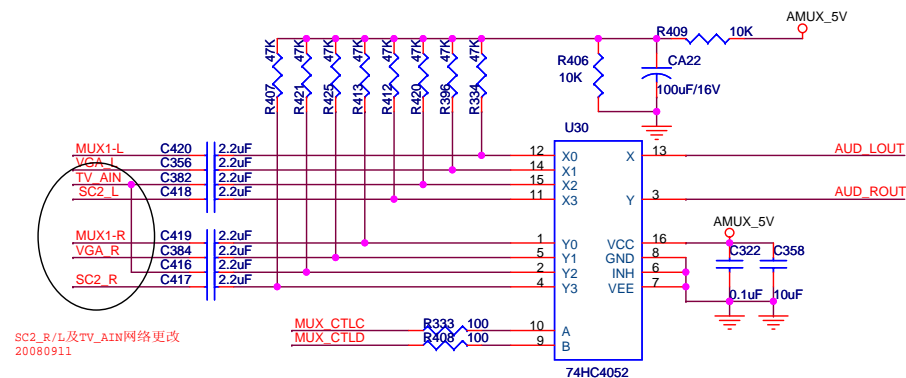 AMUX_5V
R409 10K
47K 47K 47K 47K 47K 47K 47K 47K
R406 CA22
10K
100uF/16V
R407 R421 R425 R413 R412 R420 R396 R334
U30
MUX1-L C420 2.2uF 12 X0 X 13 AUD_LOUT
VGA_L C356 2.2uF 14 X1
TV_AIN C382 2.2uF 15 X2
SC2_L C418 2.2uF 11 X3 Y 3 AUD_ROUT
AMUX_5V
MUX1-R C419 2.2uF 1 Y0 VCC 16
VGA_R C384 2.2uF 5 Y1 GND 8 C322 C358
C416 2.2uF 2 Y2 INH 6
SC2_R C417 2.2uF 4 Y3 VEE 7
0.1uF 10uF
MUX_CTLC R333 100 10 A
MUX_CTLD R408 100 9 B
SC2_R/L及TV_AIN网络更改
20080911
74HC4052